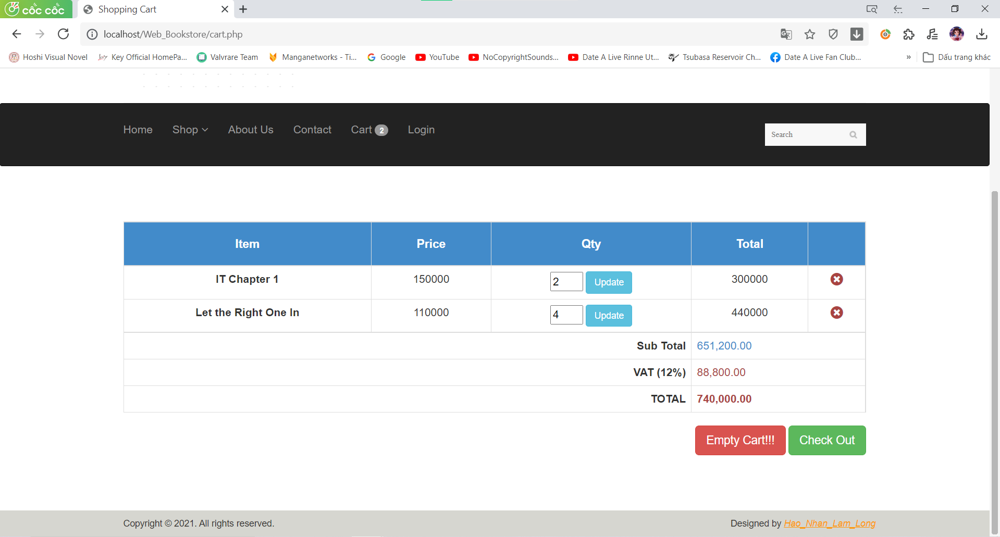 cốc cốc Shopping Cart
localhost/Web_Bookstore/cart.php
Hoshi Visual Novel Key Official HomePa... Valvrare Team Manganetworks - Ti... Google YouTube NoCopyrightSounds... Date A Live Rinne Ut... Tsubasa Reservoir Ch... Date A Live Fan Club... » Dấu trang khác
Home Shop About Us Contact Cart 2 Login Search
Item Price Qty Total
IT Chapter 1 150000 2 Update 300000
Let the Right One In 110000 4 Update 440000
Sub Total 651,200.00
VAT (12%) 88,800.00
TOTAL 740,000.00
Empty Cart!!! Check Out
Copyright © 2021. All rights reserved. Designed by Hao_Nhan_Lam_Long